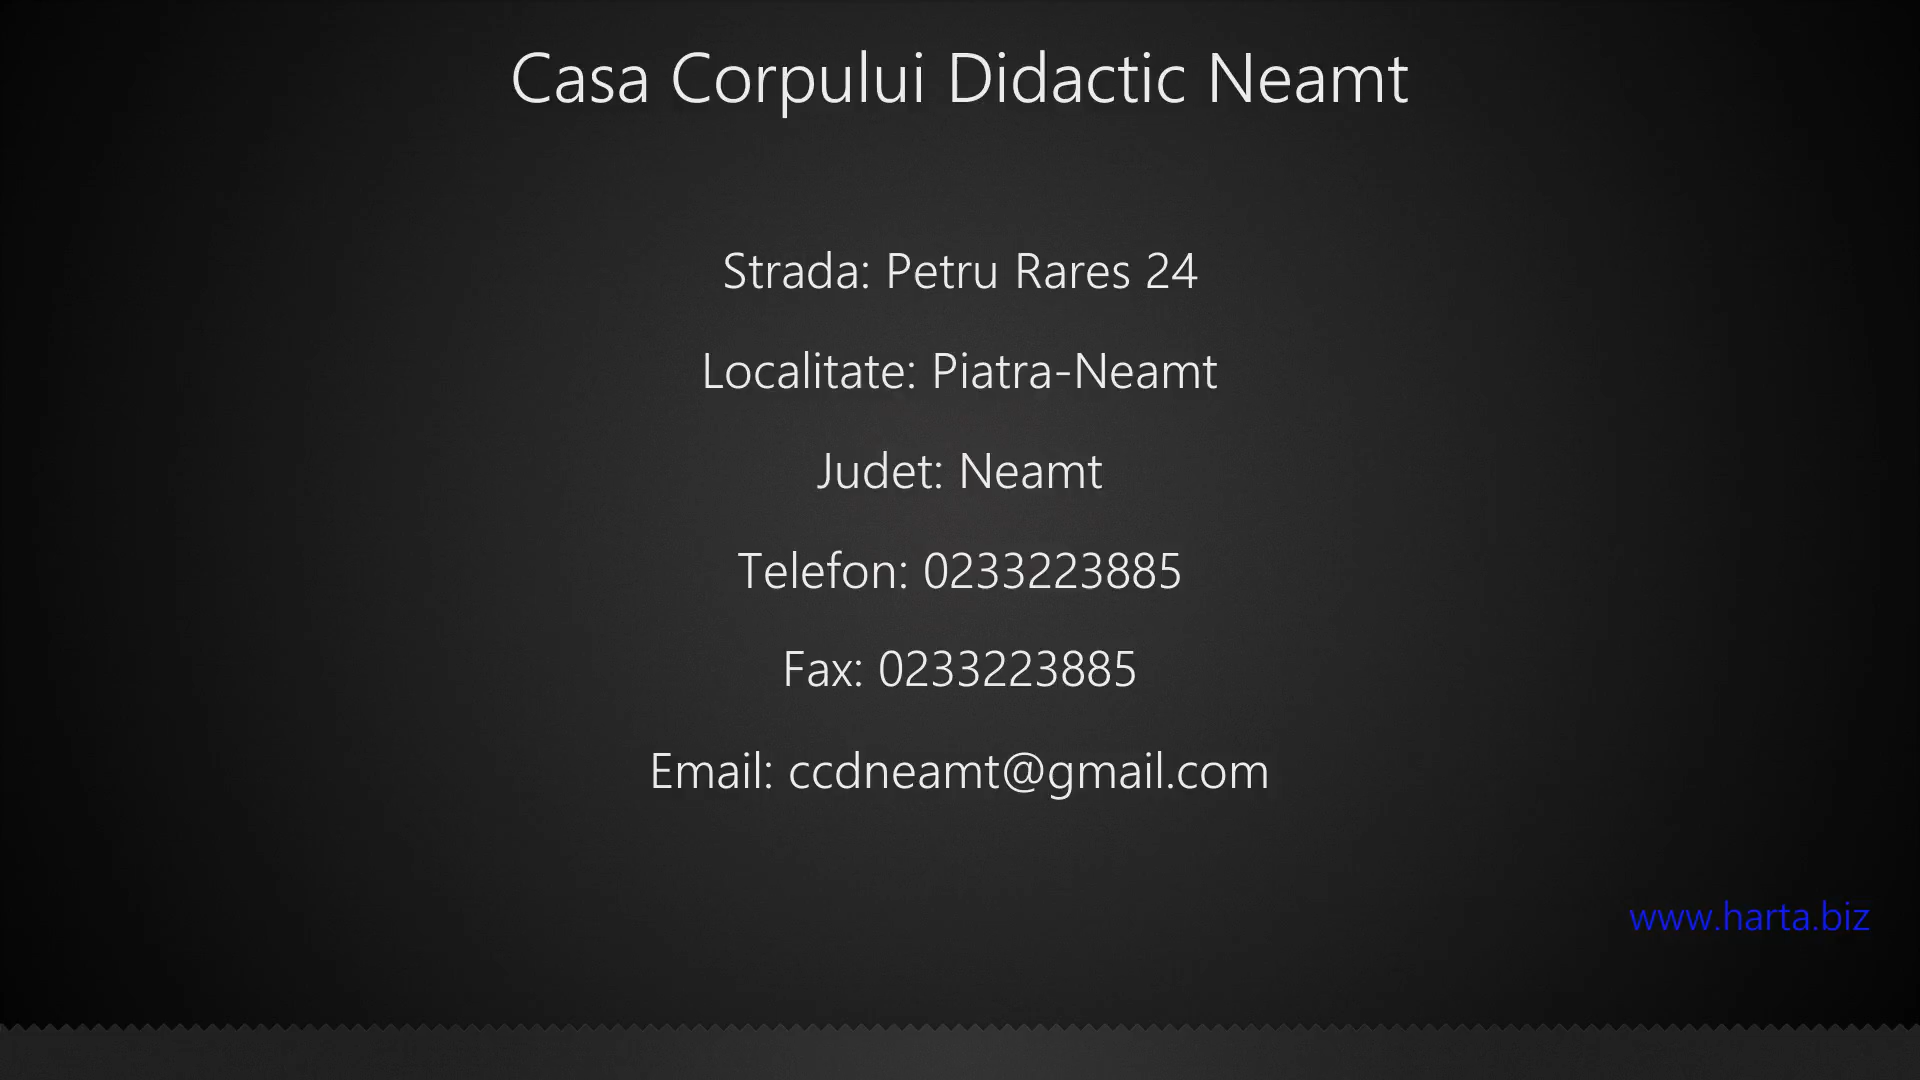 Casa Corpului Didactic Neamt
Strada: Petru Rares 24
Localitate: Piatra-Neamt
Judet: Neamt
Telefon: 0233223885
Fax: 0233223885
Email: ccdneamt@gmail.com
www.harta.biz